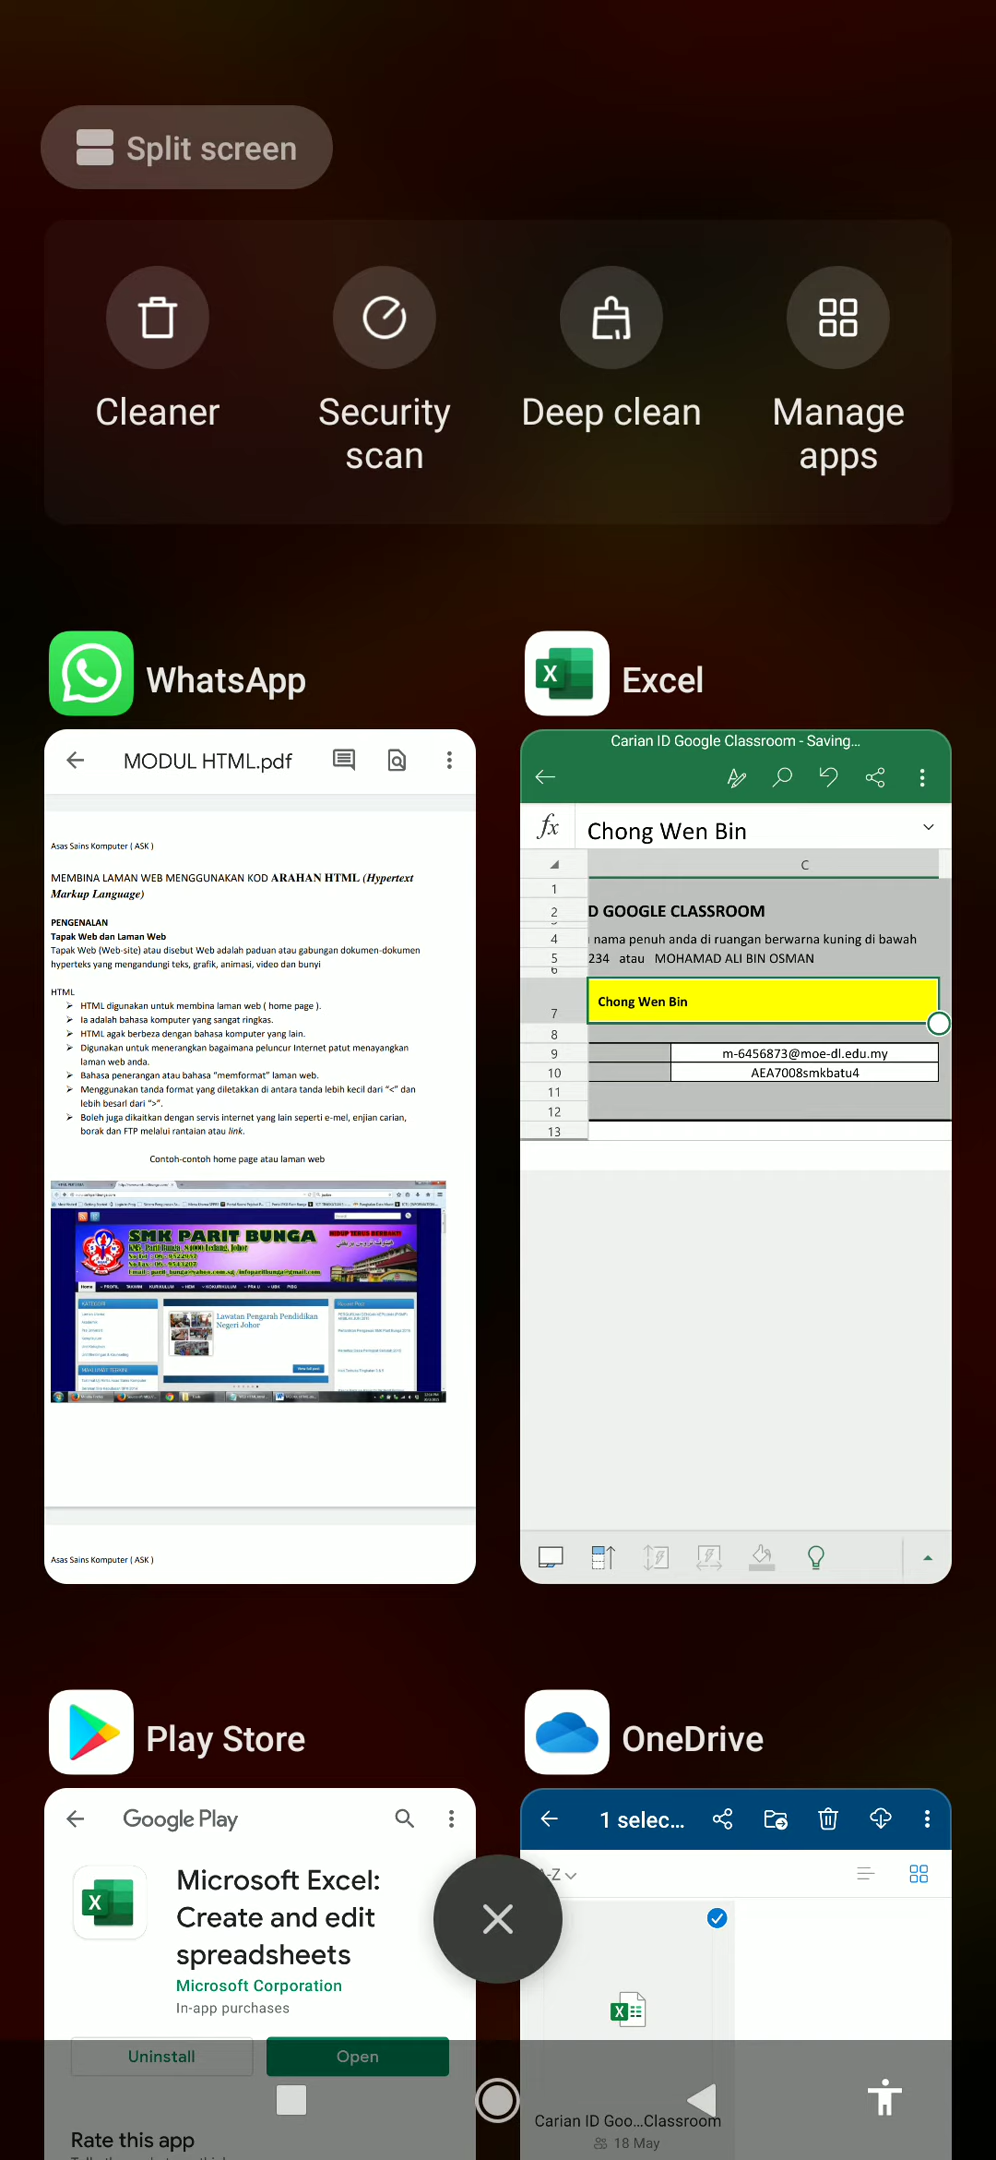 Split screen
Cleaner
Security
scan
Deep clean
Manage
apps
WhatsApp
MODUL HTML.pdf
Asas Sains Komputer ( ASK )
MEMBINA LAMAN WEB MENGGUNAKAN KOD ARAHAN HTML (Hypertext
Markup Language)
PENGENALAN
Tapak Web dan Laman Web
Tapak Web (Web-site) atau disebut Web adalah paduan atau gabungan dokumen-dokumen
hyperteks yang mengandungi teks, grafik, animasi, video dan bunyi
HTML
➢ HTML digunakan untuk membina laman web ( home page ).
➢ Ia adalah bahasa komputer yang sangat ringkas.
➢ HTML agak berbeza dengan bahasa komputer yang lain.
➢ Digunakan untuk menerangkan bagaimana peluncur Internet patut menayangkan
laman web anda.
➢ Bahasa penerangan atau bahasa “memformat” laman web.
➢ Menggunakan tanda format yang diletakkan di antara tanda lebih kecil dari “<” dan
lebih besarl dari “>”.
➢ Boleh juga dikaitkan dengan servis internet yang lain seperti e-mel, enjian carian,
borak dan FTP melalui rantaian atau link.
Contoh-contoh home page atau laman web
SMK PARIT BUNGA
HIDUP TERUS BERBAKTI
Home
Lawatan Pengarah Pendidikan
Negeri Johor
Asas Sains Komputer ( ASK )
Excel
Carian ID Google Classroom - Saving...
fx Chong Wen Bin
C
1
2 D GOOGLE CLASSROOM
4 nama penuh anda di ruangan berwarna kuning di bawah
5 234 atau MOHAMAD ALI BIN OSMAN
6
7 Chong Wen Bin
8
9 m-6456873@moe-dl.edu.my
10 AEA7008smkbatu4
11
12
13
Play Store
Google Play
Microsoft Excel:
Create and edit
spreadsheets
Microsoft Corporation
In-app purchases
Uninstall
Open
Rate this app
OneDrive
1 selec...
A-Z
Carian ID Goo...Classroom
18 May